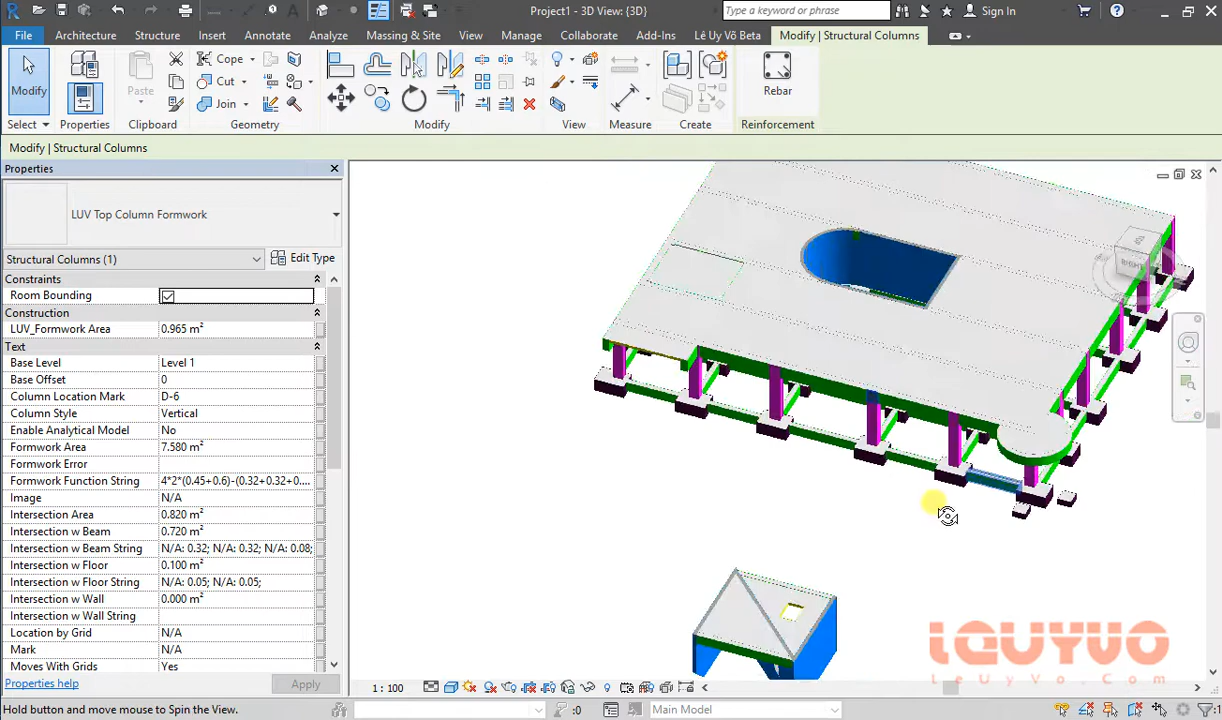 Project1 - 3D View: {3D}
Type a keyword or phrase
Sign In
File Architecture Structure Insert Annotate Analyze Massing & Site View Manage Collaborate Add-Ins Lê Uy Võ Beta Modify | Structural Columns
Modify
Paste
Cope
Cut
Join
Rebar
Select Properties Clipboard Geometry Modify View Measure Create Reinforcement
Modify | Structural Columns
Properties
LUV Top Column Formwork
Structural Columns (1) Edit Type
Constraints
Room Bounding
Construction
LUV_Formwork Area 0.965 m²
Text
Base Level Level 1
Base Offset 0
Column Location Mark D-6
Column Style Vertical
Enable Analytical Model No
Formwork Area 7.580 m²
Formwork Error
Formwork Function String 4*2*(0.45+0.6)-(0.32+0.32+0....
Image N/A
Intersection Area 0.820 m²
Intersection w Beam 0.720 m²
Intersection w Beam String N/A: 0.32; N/A: 0.32; N/A: 0.08;
Intersection w Floor 0.100 m²
Intersection w Floor String N/A: 0.05; N/A: 0.05;
Intersection w Wall 0.000 m²
Intersection w Wall String
Location by Grid N/A
Mark N/A
Moves With Grids Yes
Properties help Apply
1 : 100
LEUYVO
LeUyVo.Com
Hold button and move mouse to Spin the View.
:0
Main Model
:1